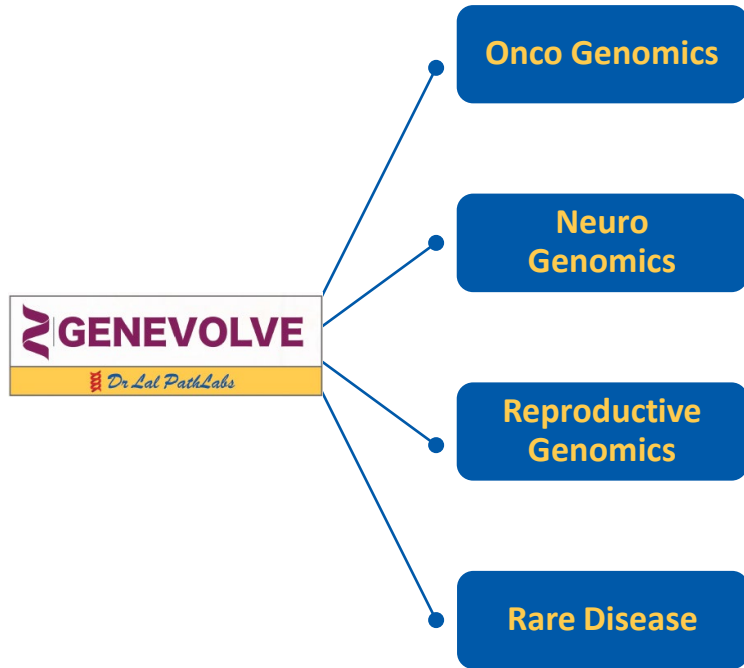 Onco Genomics
Neuro
Genomics
GENEVOLVE
Dr Lal PathLabs
Reproductive
Genomics
Rare Disease